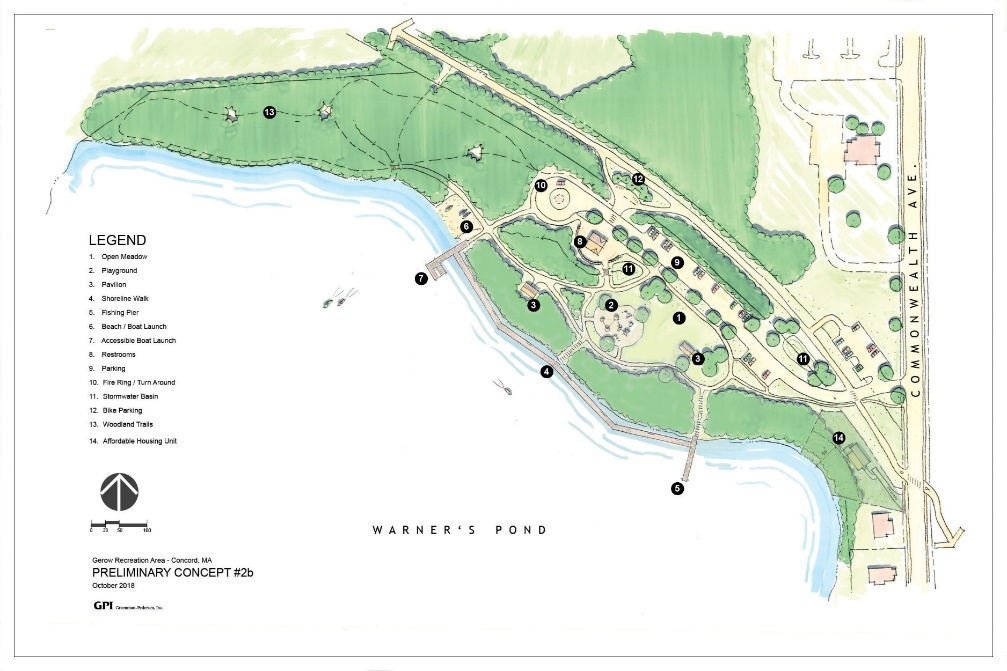 LEGEND
1. Open Meadow
2. Playground
3. Pavilion
4. Shoreline Walk
5. Fishing Pier
6. Beach / Boat Launch
7. Accessible Boat Launch
8. Restrooms
9. Parking
10. Fire Ring / Turn Around
11. Stormwater Basin
12. Bike Parking
13. Woodland Trails
14. Affordable Housing Unit
13
12
10
6
8
9
7
11
3
2
1
4
3
11
14
5
COMMONWEALTH AVE.
WARNER'S POND
0 25 50 100
Gerow Recreation Area - Concord, MA
PRELIMINARY CONCEPT #2b
October 2018
GPI Greenman-Pedersen, Inc.